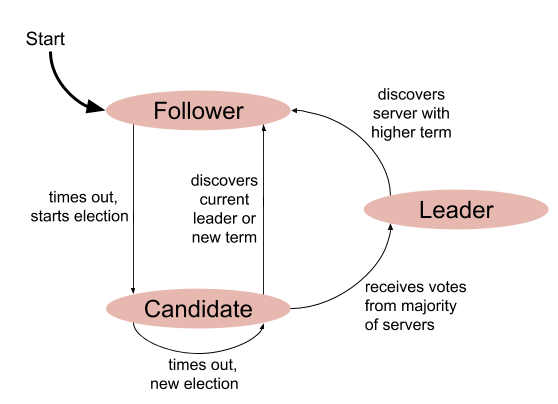 Start
Follower
discovers
server with
higher term
times out,
starts election
discovers
current
leader or
new term
Leader
Candidate
receives votes
from majority
of servers
times out,
new election